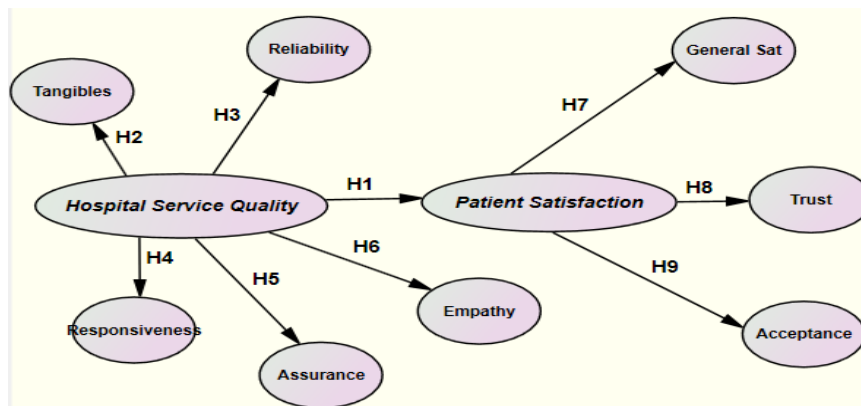 Reliability
General Sat
Tangibles
H7
H3
H2
H1
H8
Hospital Service Quality
Patient Satisfaction
Trust
H4
H6
H5
H9
Empathy
Responsiveness
Acceptance
Assurance